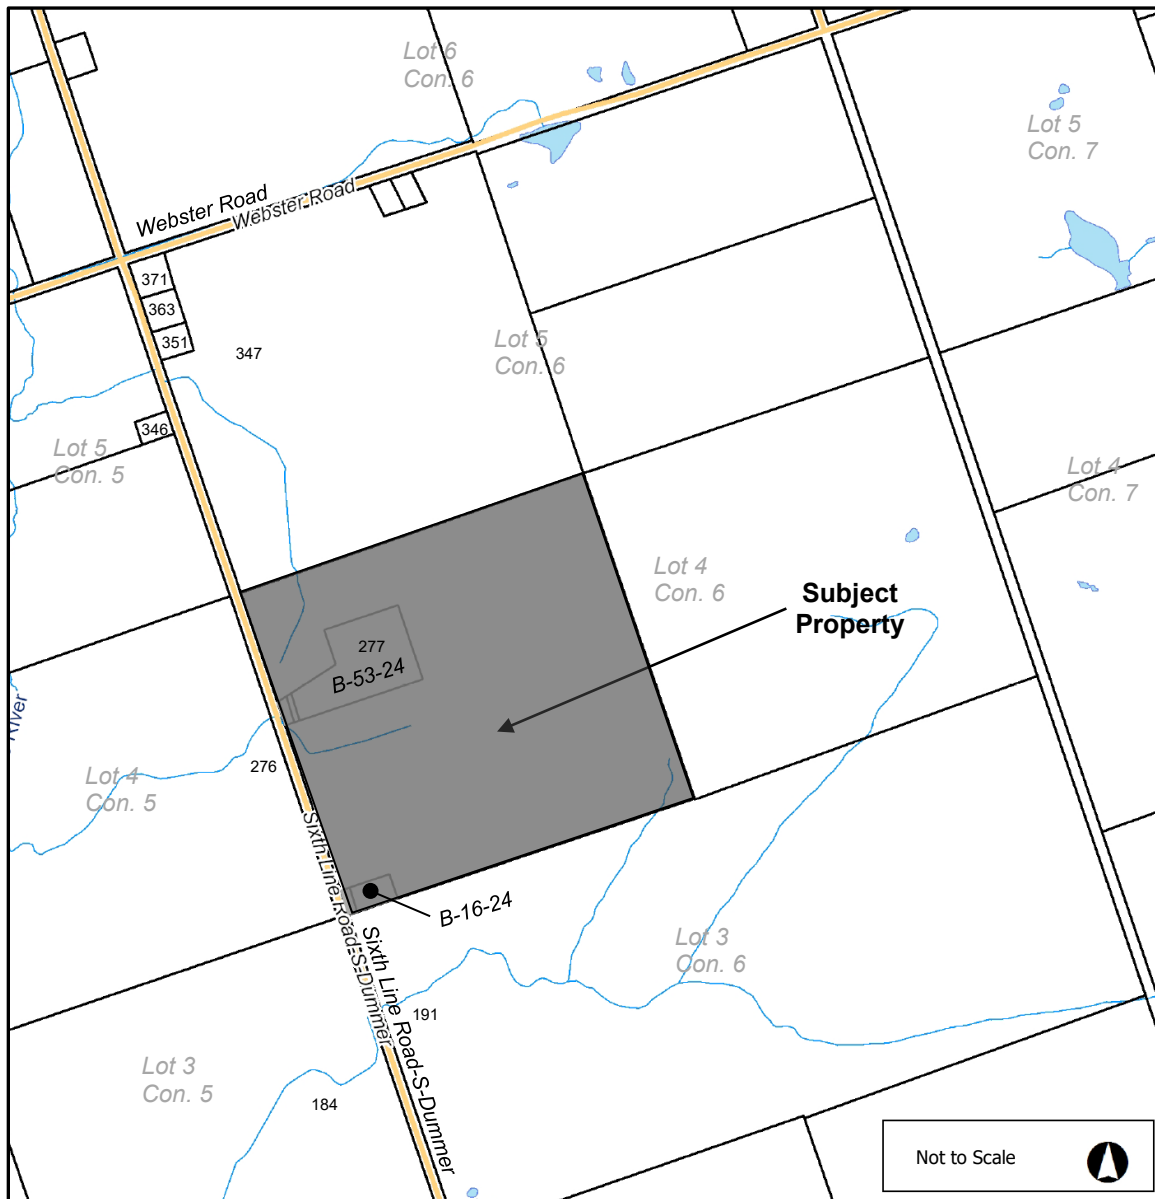 Lot 6
Con. 6
Lot 5
Con. 7
Webster Road
Webster Road
371
363
351
347
Lot 5
Con. 6
346
Lot 5
Con. 5
Lot 4
Con. 7
Lot 4
Con. 6
Subject
Property
277
B-53-24
River
276
Lot 4
Con. 5
Sixth Line Road-S-Dummer
B-16-24
Sixth Line Road-S-Dummer
Lot 3
Con. 6
191
Lot 3
Con. 5
184
Not to Scale